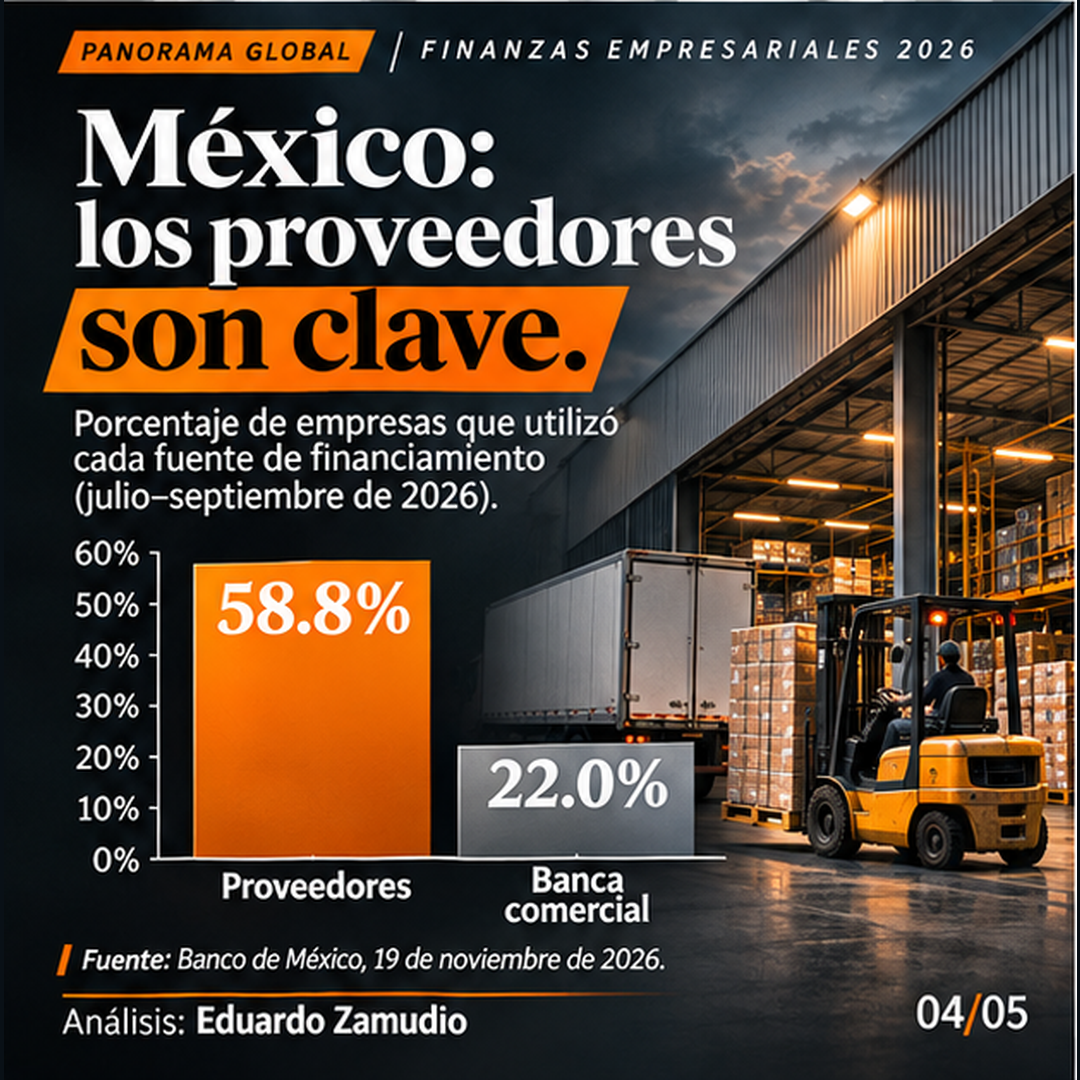 PANORAMA GLOBAL / FINANZAS EMPRESARIALES 2026
México:
los proveedores
son clave.
Porcentaje de empresas que utilizó
cada fuente de financiamiento
(julio–septiembre de 2026).
60%
50%
40%
30%
20%
10%
0%
58.8%
22.0%
Proveedores
Banca
comercial
Fuente: Banco de México, 19 de noviembre de 2026.
Análisis: Eduardo Zamudio
04/05